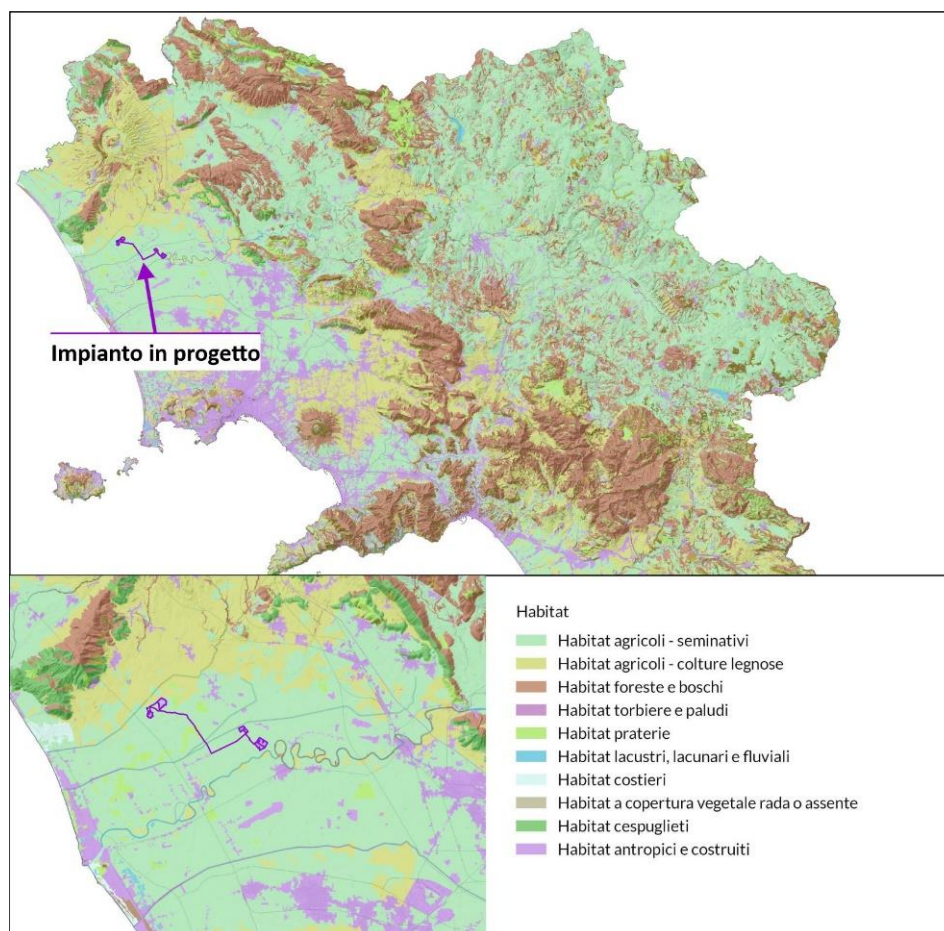 Impianto in progetto
Habitat
Habitat agricoli - seminativi
Habitat agricoli - colture legnose
Habitat foreste e boschi
Habitat torbiere e paludi
Habitat praterie
Habitat lacustri, lacunari e fluviali
Habitat costieri
Habitat a copertura vegetale rada o assente
Habitat cespuglieti
Habitat antropici e costruiti